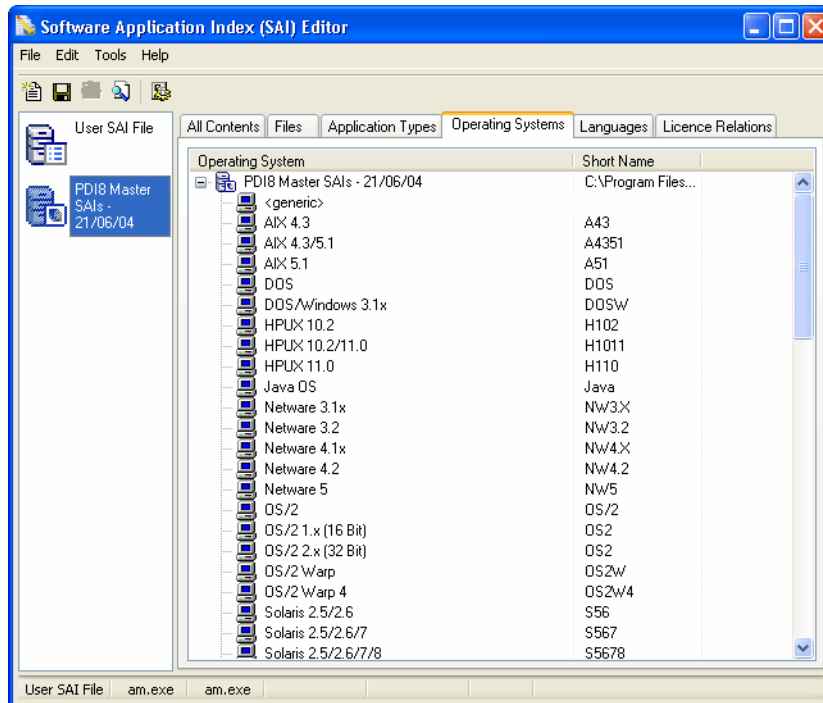 Software Application Index (SAI) Editor
File Edit Tools Help
User SAI File
PDI8 Master
SAIs -
21/06/04
All Contents Files Application Types Operating Systems Languages Licence Relations
Operating System Short Name
PDI8 Master SAIs - 21/06/04 C:\Program Files...
<generic>
AIX 4.3 A43
AIX 4.3/5.1 A4351
AIX 5.1 A51
DOS DOS
DOS/Windows 3.1x DOSW
HPUX 10.2 H102
HPUX 10.2/11.0 H1011
HPUX 11.0 H110
Java OS Java
Netware 3.1x NW3.X
Netware 3.2 NW3.2
Netware 4.1x NW4.X
Netware 4.2 NW4.2
Netware 5 NW5
OS/2 OS/2
OS/2 1.x (16 Bit) OS2
OS/2 2.x (32 Bit) OS2
OS/2 Warp OS2W
OS/2 Warp 4 OS2W4
Solaris 2.5/2.6 S56
Solaris 2.5/2.6/7 S567
Solaris 2.5/2.6/7/8 S5678
User SAI File am.exe am.exe